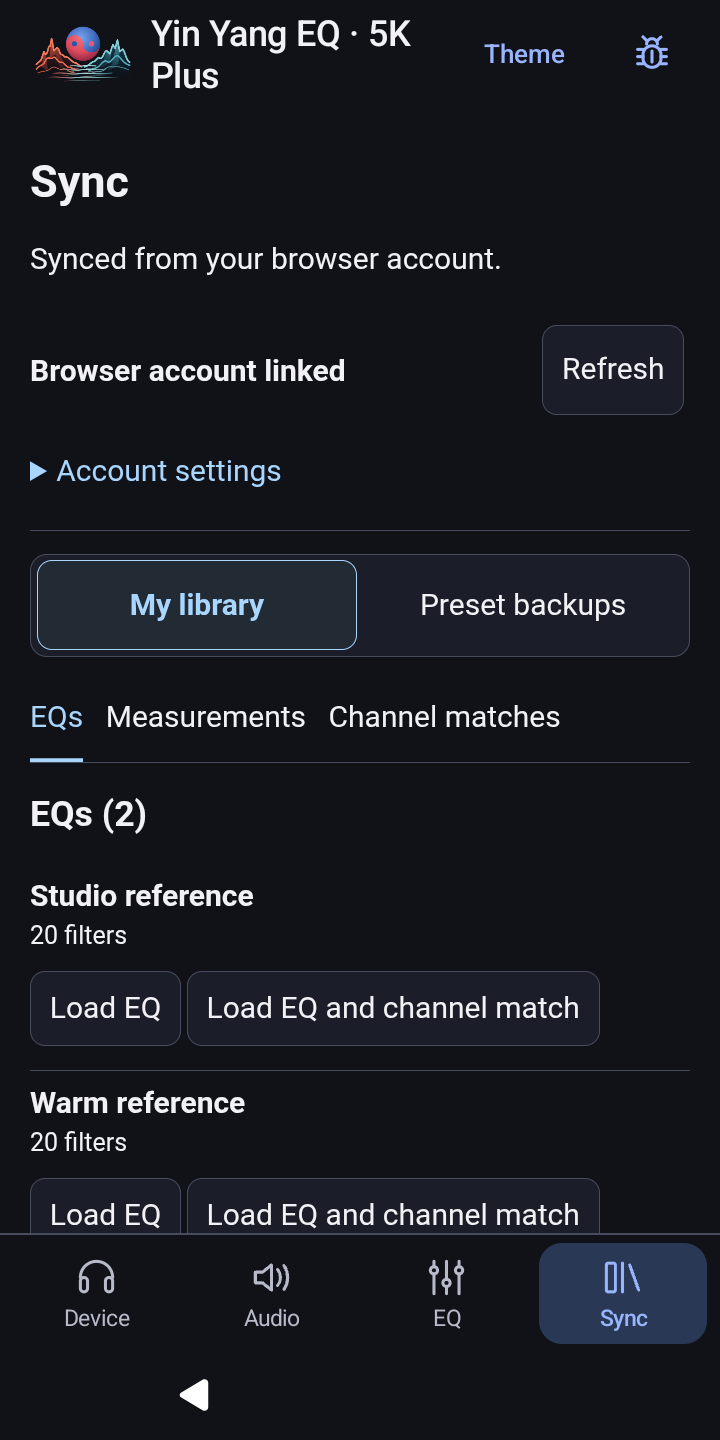 Yin Yang EQ · 5K
Plus
Theme
Sync
Synced from your browser account.
Browser account linked
Refresh
Account settings
My library
Preset backups
EQs
Measurements
Channel matches
EQs (2)
Studio reference
20 filters
Load EQ
Load EQ and channel match
Warm reference
20 filters
Load EQ
Load EQ and channel match
Device
Audio
EQ
Sync